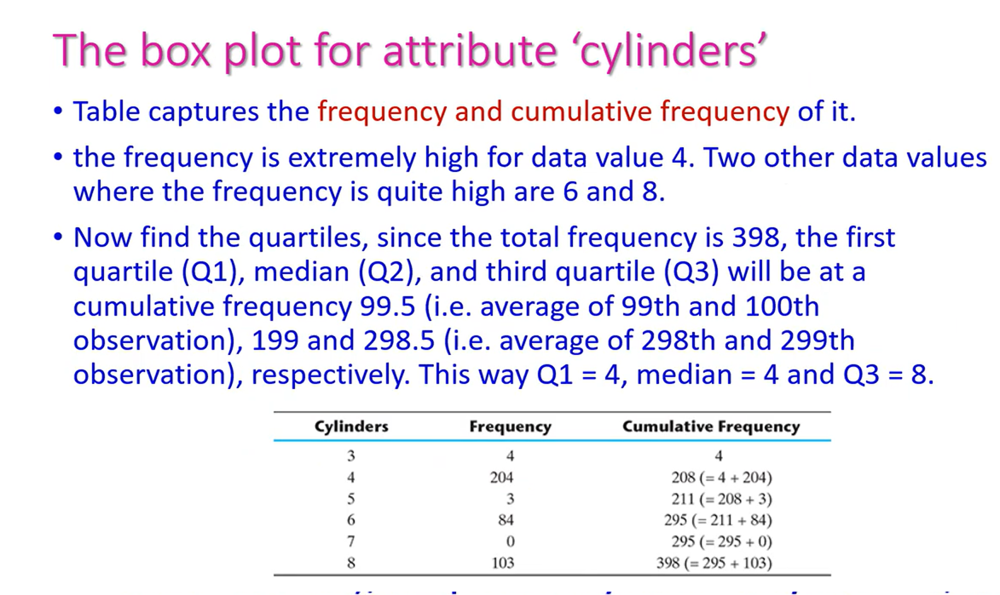 The box plot for attribute ‘cylinders’
• Table captures the frequency and cumulative frequency of it.
• the frequency is extremely high for data value 4. Two other data values
where the frequency is quite high are 6 and 8.
• Now find the quartiles, since the total frequency is 398, the first
quartile (Q1), median (Q2), and third quartile (Q3) will be at a
cumulative frequency 99.5 (i.e. average of 99th and 100th
observation), 199 and 298.5 (i.e. average of 298th and 299th
observation), respectively. This way Q1 = 4, median = 4 and Q3 = 8.
Cylinders Frequency Cumulative Frequency
3 4 4
4 204 208 (= 4 + 204)
5 3 211 (= 208 + 3)
6 84 295 (= 211 + 84)
7 0 295 (= 295 + 0)
8 103 398 (= 295 + 103)